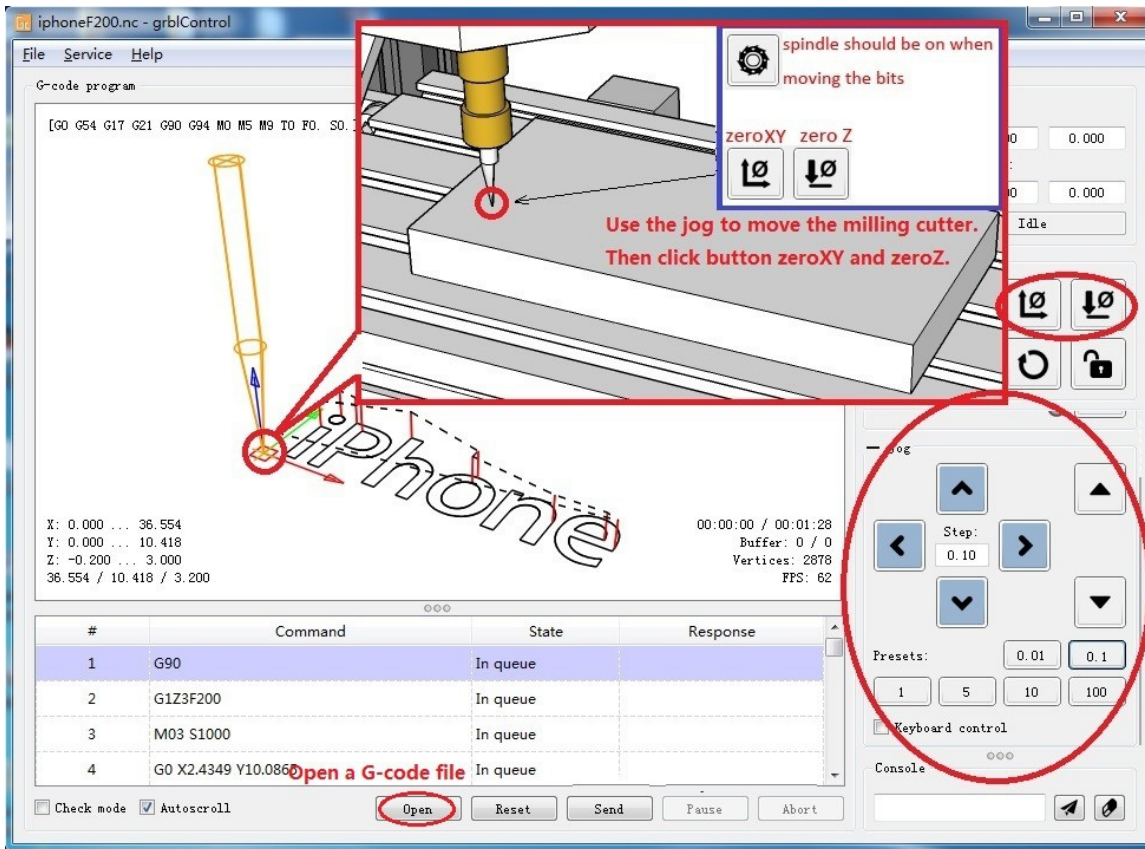 iphoneF200.nc - grblControl
File Service Help
G-code program
[G0 G54 G17 G21 G90 G94 M0 M5 M9 T0 F0. S0.]
spindle should be on when
moving the bits
zeroXY zero Z
Use the jog to move the milling cutter.
Then click button zeroXY and zeroZ.
0.000
0.000
Idle
iPhone
X: 0.000 ... 36.554
Y: 0.000 ... 10.418
Z: -0.200 ... 3.000
36.554 / 10.418 / 3.200
00:00:00 / 00:01:28
Buffer: 0 / 0
Vertices: 2878
FPS: 62
# Command State Response
1 G90 In queue
2 G1Z3F200 In queue
3 M03 S1000 In queue
4 G0 X2.4349 Y10.0865 In queue
Open a G-code file
Check mode Autoscroll Open Reset Send Pause Abort
Jog
Step:
0.10
Presets: 0.01 0.1
1 5 10 100
Keyboard control
Console